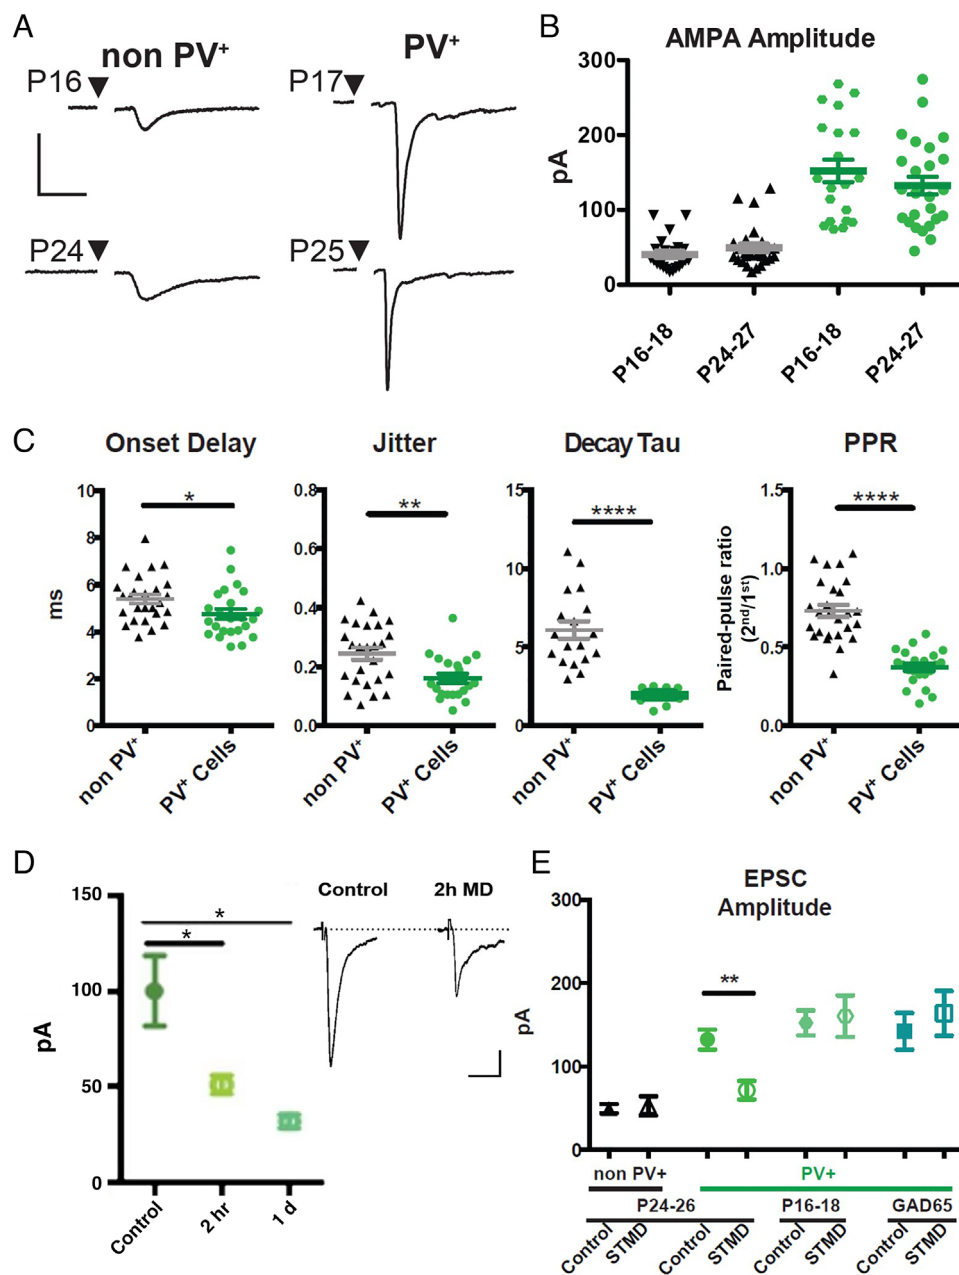 A
non PV+
PV+
P16
P17
P24
P25
B
AMPA Amplitude
pA
300
200
100
0
P16-18
P24-27
P16-18
P24-27
C
Onset Delay
ms
10
8
6
4
2
0
*
non PV+
PV+ Cells
Jitter
0.8
0.6
0.4
0.2
0.0
**
non PV+
PV+ Cells
Decay Tau
15
10
5
0
****
non PV+
PV+ Cells
PPR
Paired-pulse ratio
(2nd/1st)
1.5
1.0
0.5
0.0
****
non PV+
PV+ Cells
D
pA
150
100
50
0
*
*
Control
2 hr
1 d
Control
2h MD
E
EPSC
Amplitude
pA
300
200
100
0
**
non PV+
PV+
P24-26
P16-18
GAD65
Control
STMD
Control
STMD
Control
STMD
Control
STMD